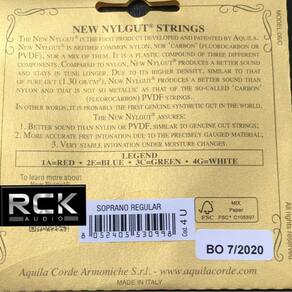 NEW NYLGUT® STRINGS
THE NEW NYLGUT® IS THE FIRST PRODUCT DEVELOPED AND PATENTED BY AQUILA.
NEW NYLGUT® IS NEITHER COMMON NYLON, NOR 'CARBON' (FLUOROCARBON OR
PVDF), NOR A MIX OF THEM. IT IS A PLASTIC COMPOUND OF THREE DIFFERENT
COMPONENTS. COMPARED TO NYLON, NEW NYLGUT® PRODUCES A BETTER SOUND
AND STAYS IN TUNE LONGER. DUE TO ITS HIGHER DENSITY, SIMILAR TO THAT
OF PURE GUT (1.30 GR/CM³), NEW NYLGUT® PRODUCES A BETTER SOUND THAN
NYLON AND THAT IS NOT SO METALLIC AS THAT OF THE SO-CALLED 'CARBON'
(FLUOROCARBON) PVDF STRINGS.
IN OTHER WORDS, IT IS PROBABLY THE FIRST GENUINE SYNTHETIC GUT IN THE WORLD.
THE NEW NYLGUT® ASSURES:
1. BETTER SOUND THAN NYLON OR PVDF, SIMILAR TO GENUINE GUT STRINGS;
2. MORE ACCURATE FRET INTONATION DUE TO ITS PRECISELY GAUGED MATERIAL;
3. VERY STABLE INTONATION UNDER MOISTURE CHANGES.
LEGEND
1A=RED 2E=BLUE 3C=GREEN 4G=WHITE
To learn more about
RCK
AUDIO
SOPRANO REGULAR
8 052405 530998
Cat. 4 U
FSC
MIX
Paper
FSC® C105597
BO 7/2020
Aquila Corde Armoniche S.r.l. - www.aquilacorde.com